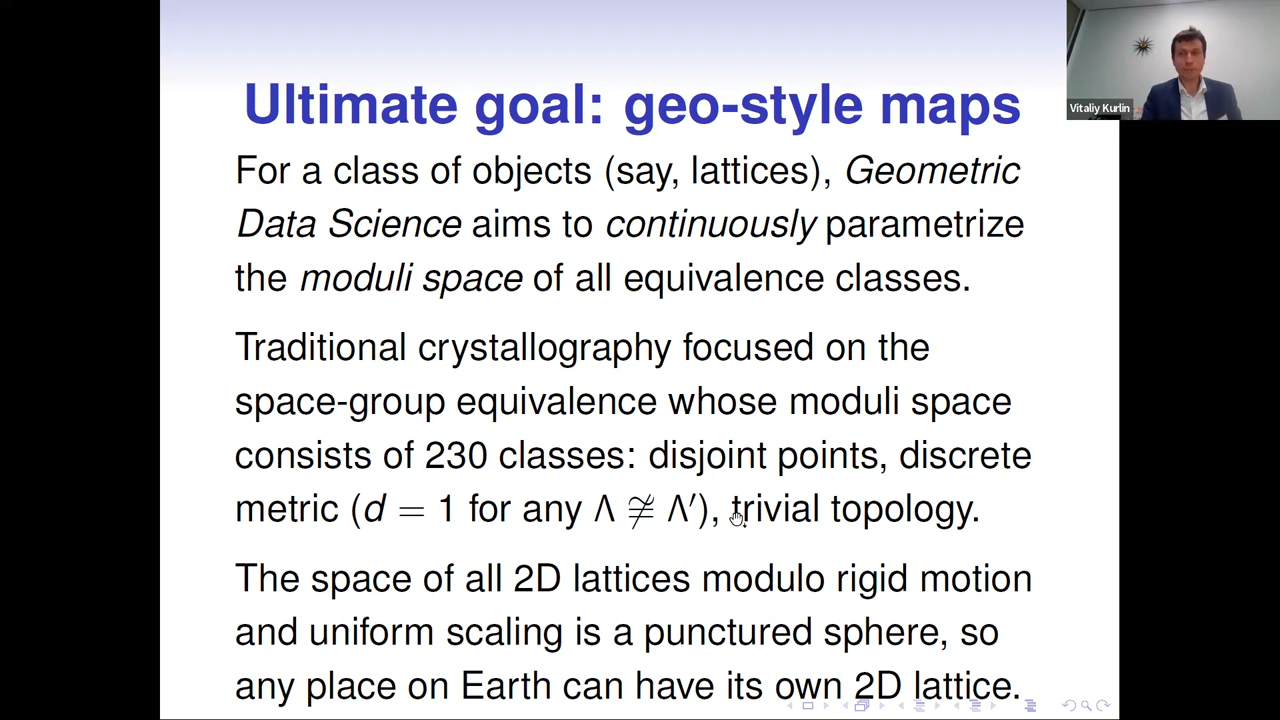 Ultimate goal: geo-style maps
Vitaliy Kurlin
For a class of objects (say, lattices), Geometric
Data Science aims to continuously parametrize
the moduli space of all equivalence classes.
Traditional crystallography focused on the
space-group equivalence whose moduli space
consists of 230 classes: disjoint points, discrete
metric (d = 1 for any Λ ≇ Λ′), trivial topology.
The space of all 2D lattices modulo rigid motion
and uniform scaling is a punctured sphere, so
any place on Earth can have its own 2D lattice.